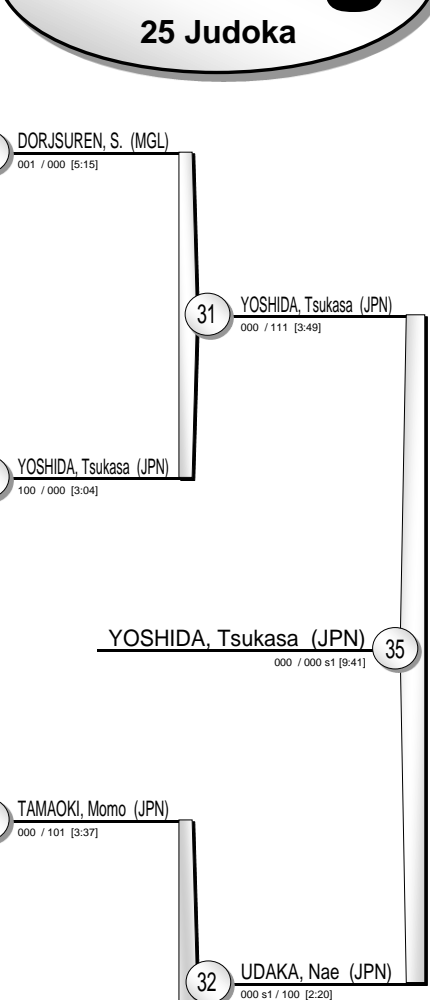 25 Judoka
DORJSUREN, S. (MGL)
001 / 000 [5:15]
31
YOSHIDA, Tsukasa (JPN)
000 / 111 [3:49]
YOSHIDA, Tsukasa (JPN)
100 / 000 [3:04]
YOSHIDA, Tsukasa (JPN)
35
000 / 000 s1 [9:41]
TAMAOKI, Momo (JPN)
000 / 101 [3:37]
32
UDAKA, Nae (JPN)
000 s1 / 100 [2:20]